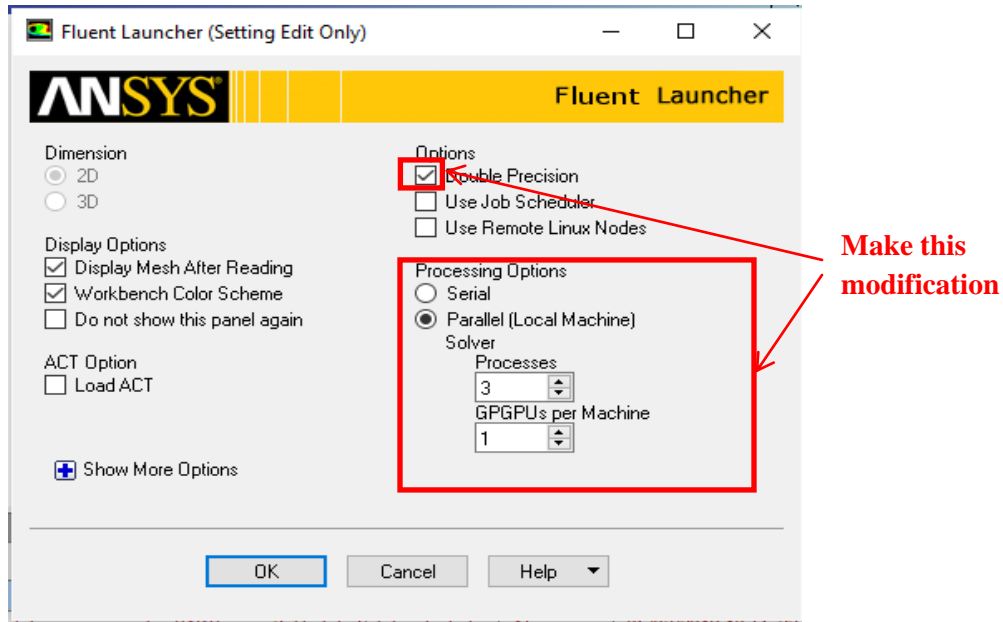 Fluent Launcher (Setting Edit Only)
ANSYS
Fluent Launcher
Dimension
2D
3D
Display Options
Display Mesh After Reading
Workbench Color Scheme
Do not show this panel again
ACT Option
Load ACT
Show More Options
Options
Double Precision
Use Job Scheduler
Use Remote Linux Nodes
Processing Options
Serial
Parallel (Local Machine)
Solver
Processes
3
GPGPUs per Machine
1
Make this
modification
OK
Cancel
Help